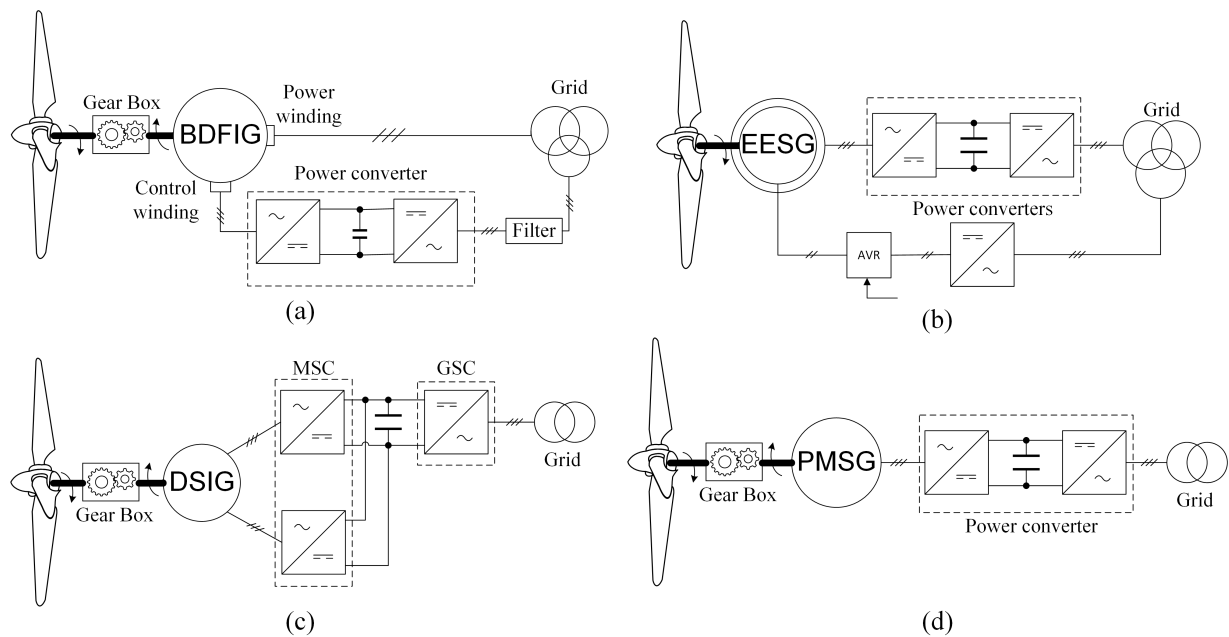 Gear Box
BDFIG
Power
winding
Grid
Control
winding
Power converter
Filter
(a)
EESG
Grid
Power converters
AVR
(b)
MSC
GSC
DSIG
Gear Box
Grid
(c)
PMSG
Gear Box
Power converter
Grid
(d)